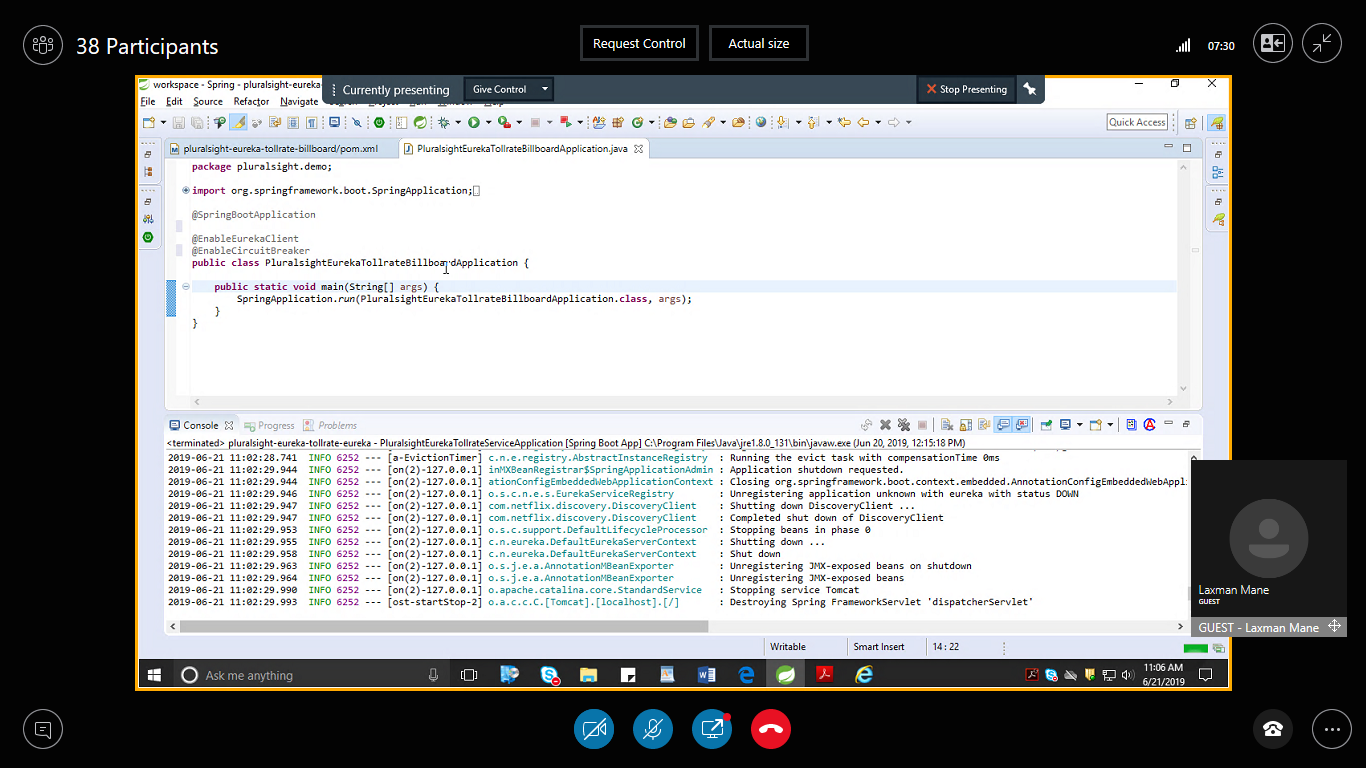 38 Participants
Request Control
Actual size
07:30
workspace - Spring - pluralsight-eureka
Currently presenting
Give Control
Stop Presenting
File Edit Source Refactor Navigate
Quick Access
pluralsight-eureka-tollrate-billboard/pom.xml
PluralsightEurekaTollrateBillboardApplication.java
package pluralsight.demo;
import org.springframework.boot.SpringApplication;
@SpringBootApplication
@EnableEurekaClient
@EnableCircuitBreaker
public class PluralsightEurekaTollrateBillboardApplication {
public static void main(String[] args) {
SpringApplication.run(PluralsightEurekaTollrateBillboardApplication.class, args);
}
}
Console Progress Problems
<terminated> pluralsight-eureka-tollrate-eureka - PluralsightEurekaTollrateServiceApplication [Spring Boot App] C:\Program Files\Java\jre1.8.0_131\bin\javaw.exe (Jun 20, 2019, 12:15:18 PM)
2019-06-21 11:02:28.741 INFO 6252 --- [a-EvictionTimer] c.n.e.registry.AbstractInstanceRegistry : Running the evict task with compensationTime 0ms
2019-06-21 11:02:29.944 INFO 6252 --- [on(2)-127.0.0.1] inMXBeanRegistrar$SpringApplicationAdmin : Application shutdown requested.
2019-06-21 11:02:29.944 INFO 6252 --- [on(2)-127.0.0.1] ationConfigEmbeddedWebApplicationContext : Closing org.springframework.boot.context.embedded.AnnotationConfigEmbeddedWebAppl
2019-06-21 11:02:29.946 INFO 6252 --- [on(2)-127.0.0.1] o.s.c.n.e.s.EurekaServiceRegistry : Unregistering application unknown with eureka with status DOWN
2019-06-21 11:02:29.947 INFO 6252 --- [on(2)-127.0.0.1] com.netflix.discovery.DiscoveryClient : Shutting down DiscoveryClient ...
2019-06-21 11:02:29.947 INFO 6252 --- [on(2)-127.0.0.1] com.netflix.discovery.DiscoveryClient : Completed shut down of DiscoveryClient
2019-06-21 11:02:29.953 INFO 6252 --- [on(2)-127.0.0.1] o.s.c.support.DefaultLifecycleProcessor : Stopping beans in phase 0
2019-06-21 11:02:29.955 INFO 6252 --- [on(2)-127.0.0.1] c.n.eureka.DefaultEurekaServerContext : Shutting down ...
2019-06-21 11:02:29.958 INFO 6252 --- [on(2)-127.0.0.1] c.n.eureka.DefaultEurekaServerContext : Shut down
2019-06-21 11:02:29.963 INFO 6252 --- [on(2)-127.0.0.1] o.s.j.e.a.AnnotationMBeanExporter : Unregistering JMX-exposed beans on shutdown
2019-06-21 11:02:29.964 INFO 6252 --- [on(2)-127.0.0.1] o.s.j.e.a.AnnotationMBeanExporter : Unregistering JMX-exposed beans
2019-06-21 11:02:29.990 INFO 6252 --- [on(2)-127.0.0.1] o.apache.catalina.core.StandardService : Stopping service Tomcat
2019-06-21 11:02:29.993 INFO 6252 --- [ost-startStop-2] o.a.c.c.C.[Tomcat].[localhost].[/] : Destroying Spring FrameworkServlet 'dispatcherServlet'
Laxman Mane
GUEST
GUEST - Laxman Mane
Writable
Smart Insert
14 : 22
Ask me anything
11:06 AM
6/21/2019